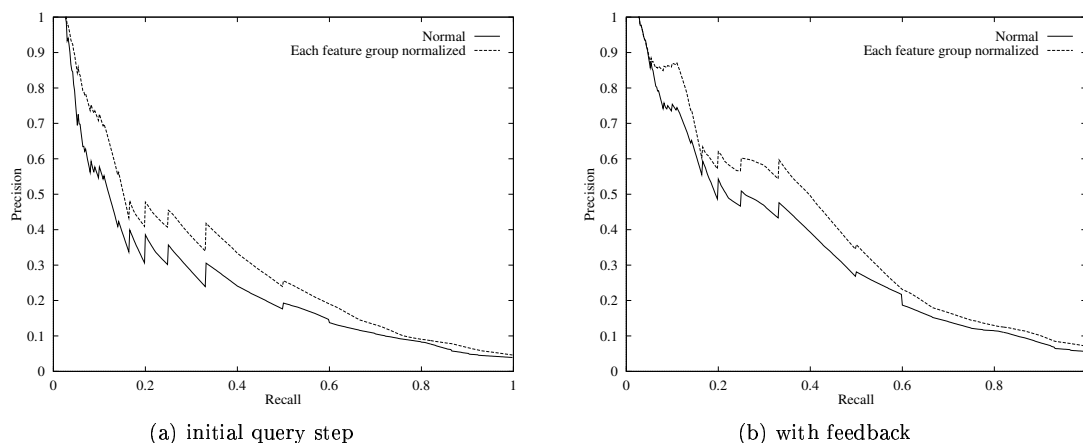 1
0.9
0.8
0.7
0.6
0.5
0.4
0.3
0.2
0.1
0
Precision
Normal
Each feature group normalized
0 0.2 0.4 0.6 0.8 1
Recall
(a) initial query step
1
0.9
0.8
0.7
0.6
0.5
0.4
0.3
0.2
0.1
0
Precision
Normal
Each feature group normalized
0 0.2 0.4 0.6 0.8
Recall
(b) with feedback